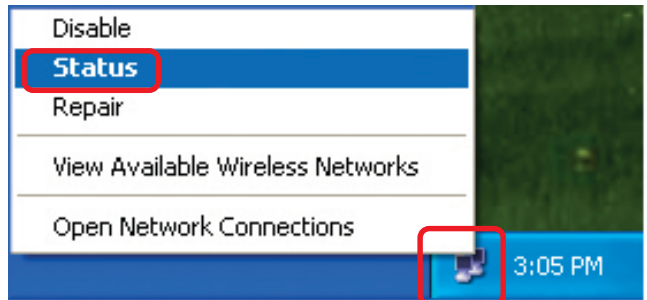 Disable
Status
Repair
View Available Wireless Networks
Open Network Connections
3:05 PM